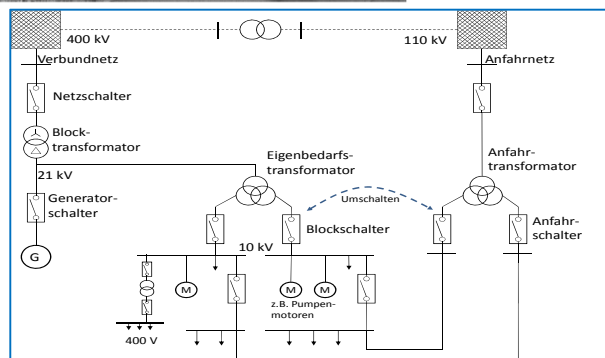 400 kV
110 kV
Verbundnetz
Anfahrnetz
Netzschalter
Block-
transformator
21 kV
Eigenbedarfs-
transformator
Anfahr-
transformator
Umschalten
Generator-
schalter
Blockschalter
Anfahr-
schalter
10 kV
G
M
M
M
z.B. Pumpen-
motoren
400 V